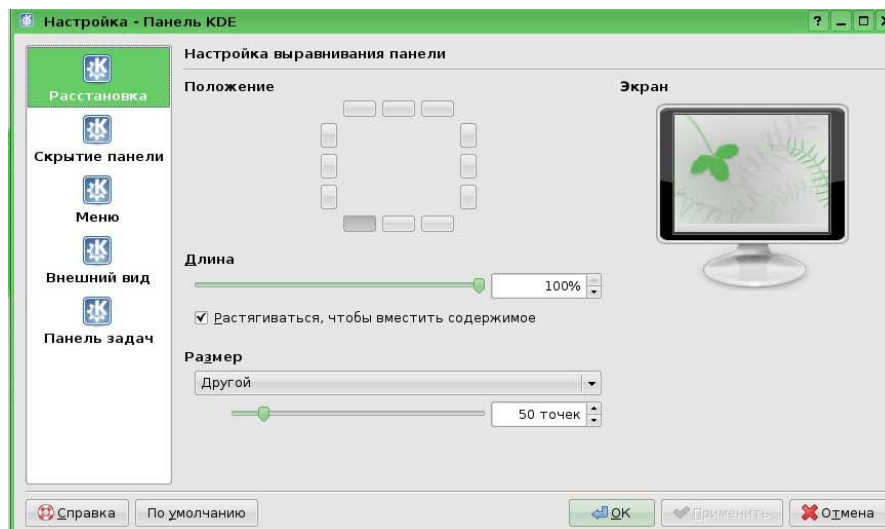 Настройка - Панель KDE
Расстановка
Скрытие панели
Меню
Внешний вид
Панель задач
Настройка выравнивания панели
Положение
Экран
Длина
100%
Растягиваться, чтобы вместить содержимое
Размер
Другой
50 точек
Справка
По умолчанию
OK
Применить
Отмена